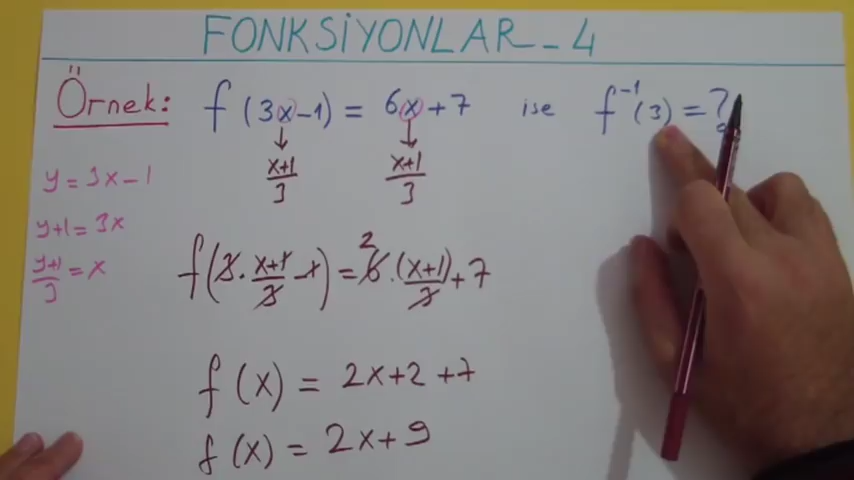 FONKSİYONLAR - 4
Örnek: f(3x-1) = 6x+7 ise f⁻¹(3) = ?
↓ ↓
x+1/3 x+1/3
y = 3x-1
y+1 = 3x
y+1/3 = x
f(3·x+1/3 - 1) = 6·(x+1)/3 + 7
2
f(x) = 2x+2+7
f(x) = 2x+9